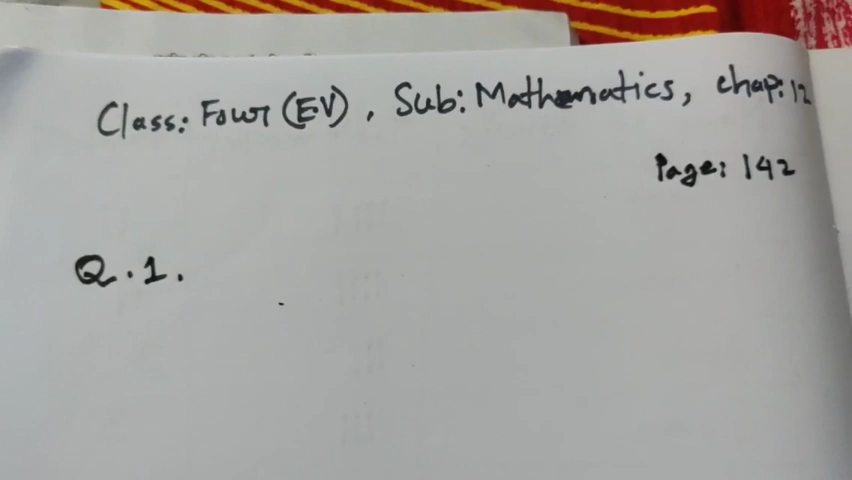 Class: Four (EV), Sub: Mathematics, chap: 12
Page: 142
Q.1.